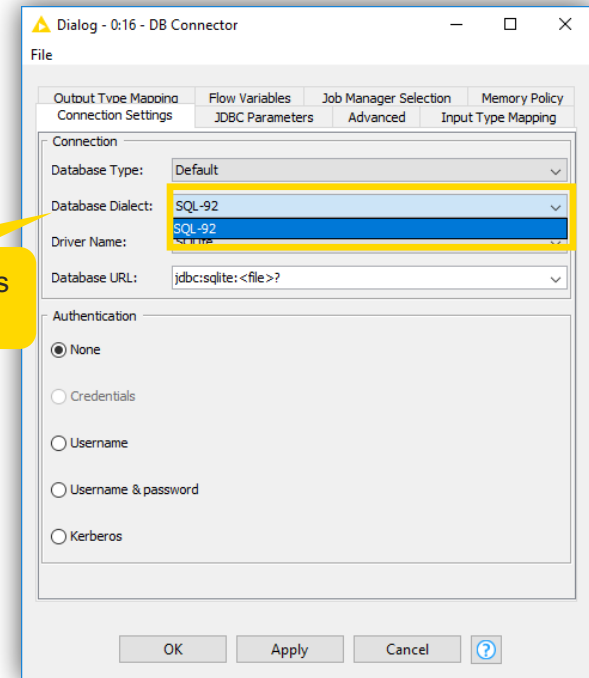 Dialog - 0:16 - DB Connector
File
Output Type Mapping Flow Variables Job Manager Selection Memory Policy
Connection Settings JDBC Parameters Advanced Input Type Mapping
Connection
Database Type: Default
Database Dialect: SQL-92
SQL-92
Driver Name: SQLite
s
Database URL: jdbc:sqlite:<file>?
Authentication
None
Credentials
Username
Username & password
Kerberos
OK Apply Cancel ?